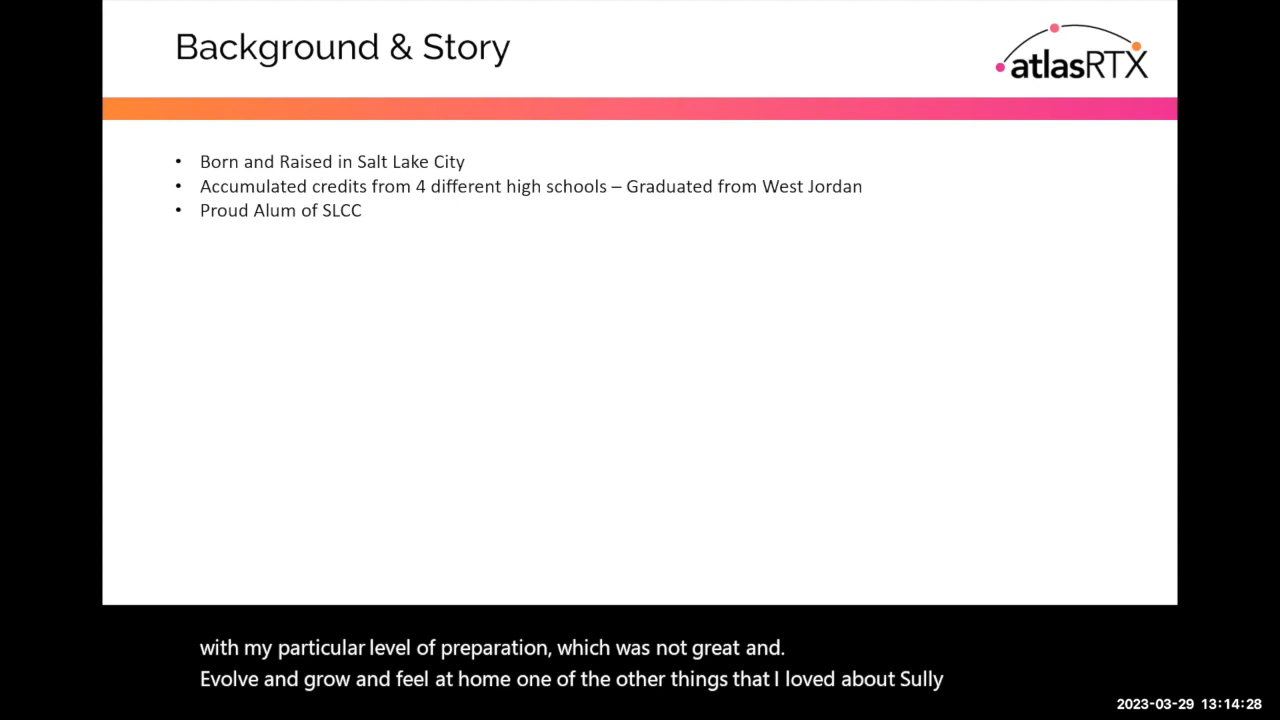 Background & Story
atlasRTX
• Born and Raised in Salt Lake City
• Accumulated credits from 4 different high schools – Graduated from West Jordan
• Proud Alum of SLCC
with my particular level of preparation, which was not great and.
Evolve and grow and feel at home one of the other things that I loved about Sully
2023-03-29 13:14:28